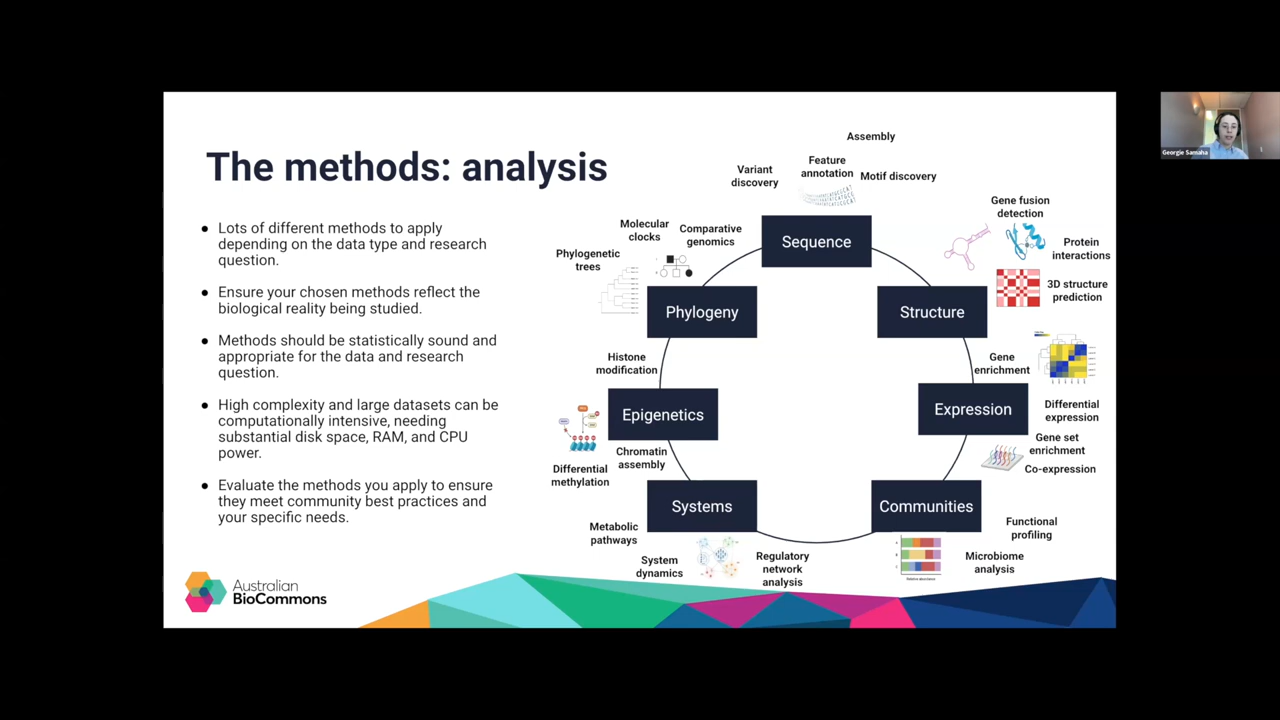 The methods: analysis
Lots of different methods to apply
depending on the data type and research
question.
Ensure your chosen methods reflect the
biological reality being studied.
Methods should be statistically sound and
appropriate for the data and research
question.
High complexity and large datasets can be
computationally intensive, needing
substantial disk space, RAM, and CPU
power.
Evaluate the methods you apply to ensure
they meet community best practices and
your specific needs.
Assembly
Variant
discovery
Feature
annotation
Motif discovery
Sequence
Gene fusion
detection
Protein
interactions
3D structure
prediction
Structure
Gene
enrichment
Expression
Differential
expression
Gene set
enrichment
Co-expression
Communities
Functional
profiling
Microbiome
analysis
Relative abundance
Systems
Metabolic
pathways
System
dynamics
Regulatory
network
analysis
Epigenetics
Histone
modification
Chromatin
assembly
Differential
methylation
Phylogeny
Molecular
clocks
Comparative
genomics
Phylogenetic
trees
Australian
BioCommons
Georgie Samaha